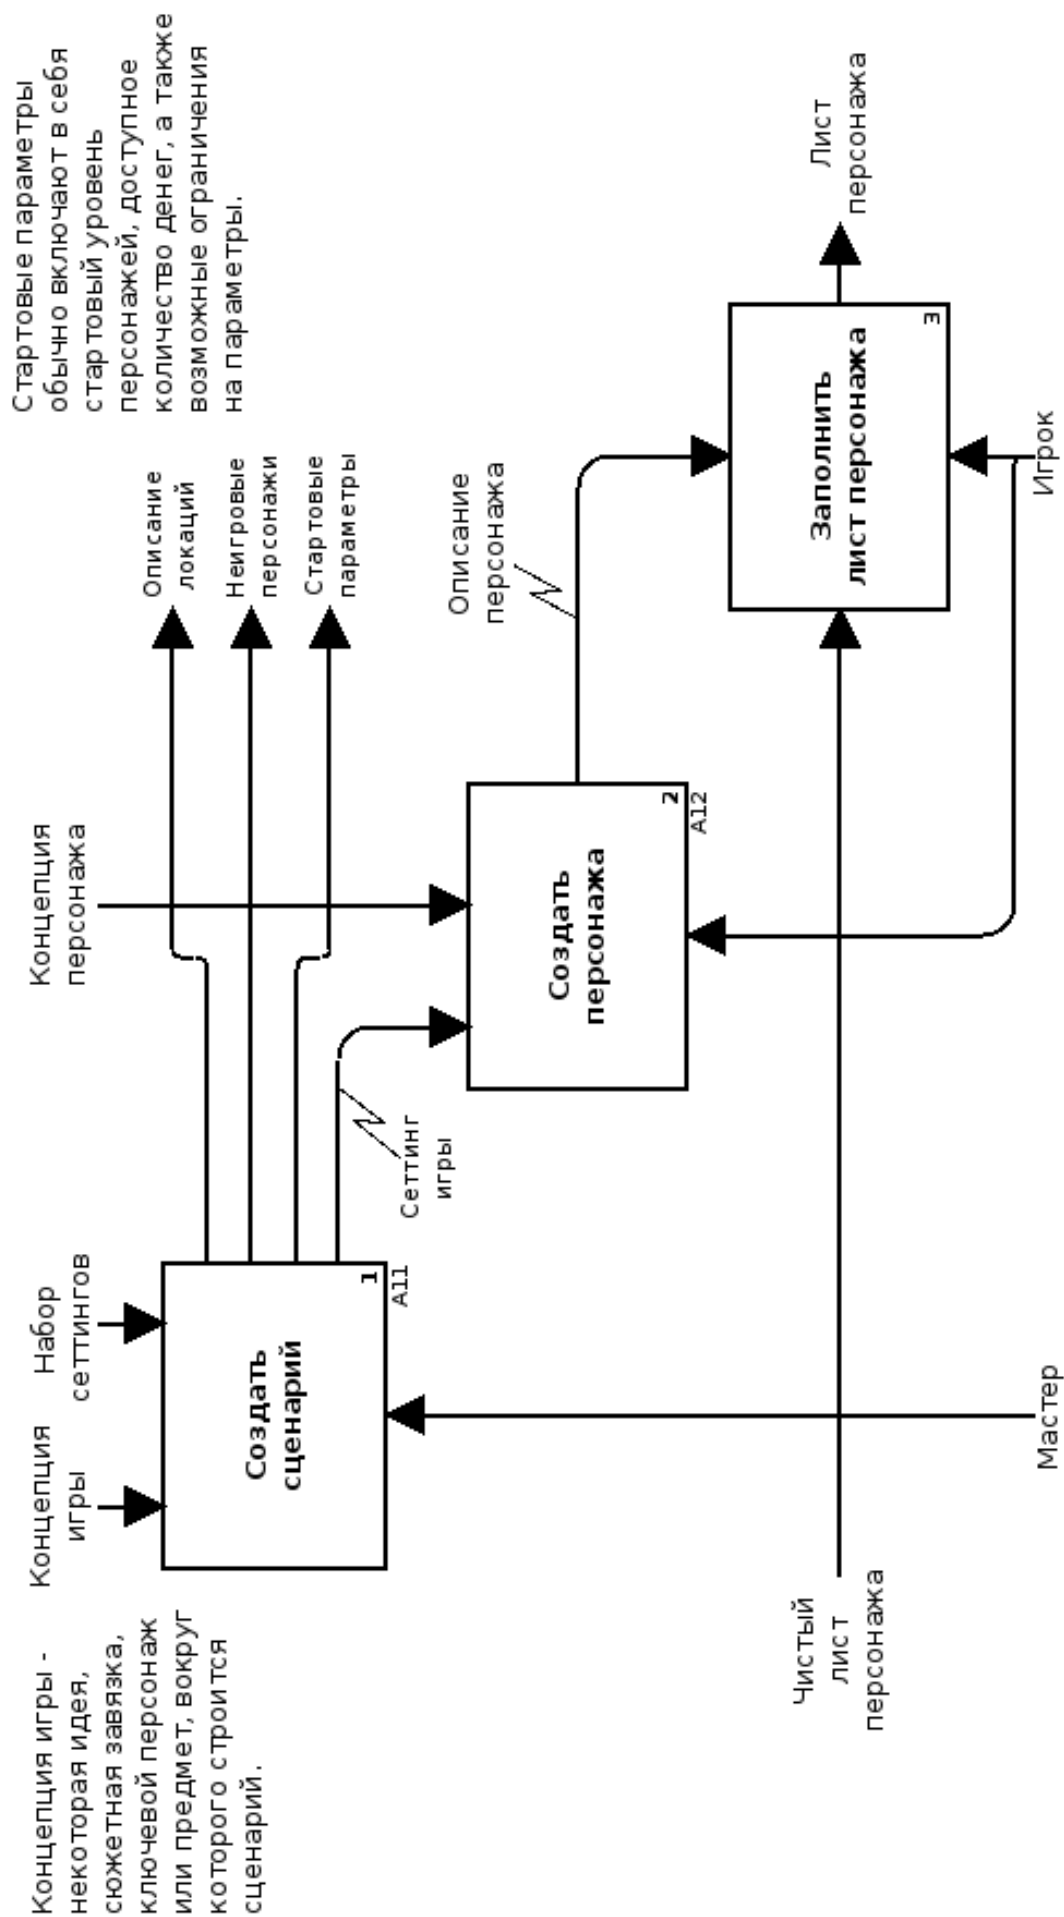 Концепция игры -
некоторая идея,
сюжетная завязка,
ключевой персонаж
или предмет, вокруг
которого строится
сценарий.
Концепция
игры
Набор
сеттингов
Концепция
персонажа
Стартовые параметры
обычно включают в себя
стартовый уровень
персонажей, доступное
количество денег, а также
возможные ограничения
на параметры.
Создать
сценарий
1
A11
Описание
локаций
Неигровые
персонажи
Стартовые
параметры
Сеттинг
игры
Создать
персонажа
2
A12
Описание
персонажа
Чистый
лист
персонажа
Заполнить
лист персонажа
3
Лист
персонажа
Мастер
Игрок